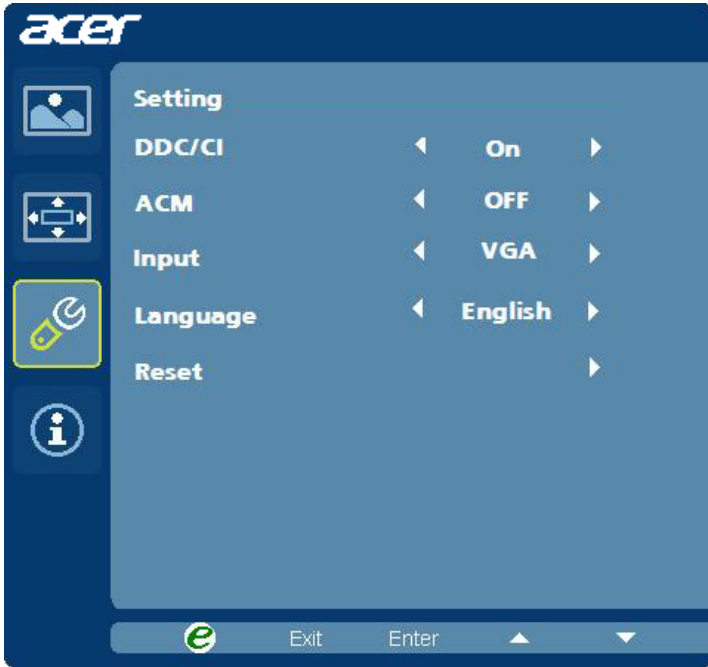 acer
Setting
DDC/CI On
ACM OFF
Input VGA
Language English
Reset
e Exit Enter